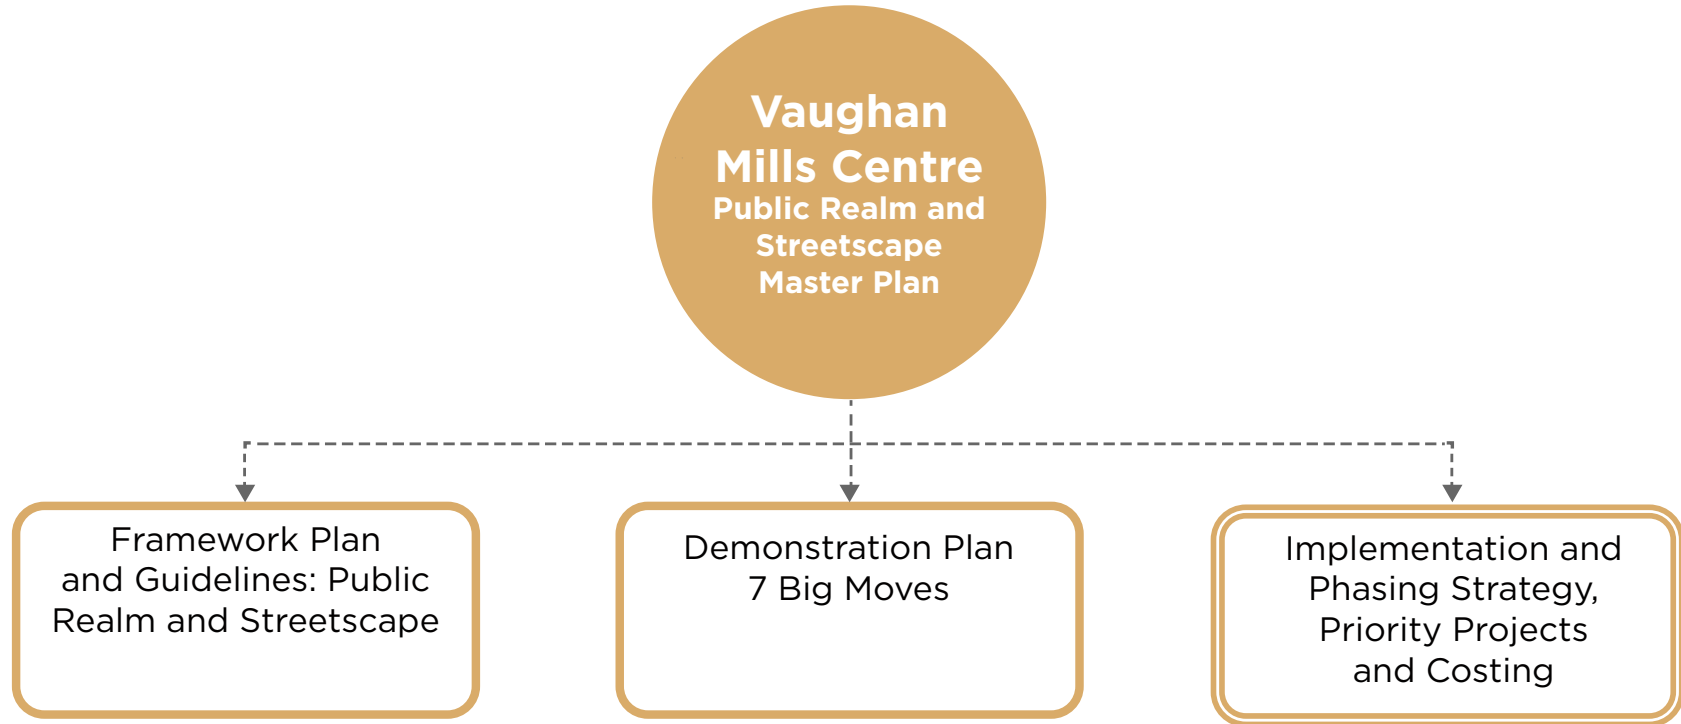 Vaughan
Mills Centre
Public Realm and
Streetscape
Master Plan
Framework Plan
and Guidelines: Public
Realm and Streetscape
Demonstration Plan
7 Big Moves
Implementation and
Phasing Strategy,
Priority Projects
and Costing